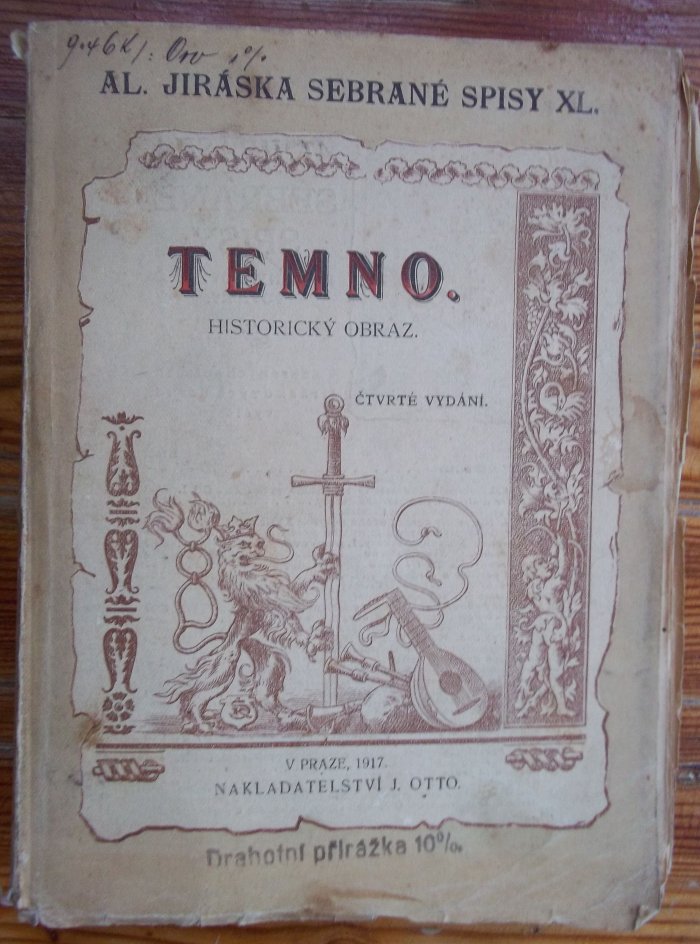 AL. JIRÁSKA SEBRANÉ SPISY XL.
TEMNO.
HISTORICKÝ OBRAZ.
ČTVRTÉ VYDÁNÍ.
V PRAZE, 1917.
NAKLADATELSTVÍ J. OTTO.
Drahotní přirážka 10%.